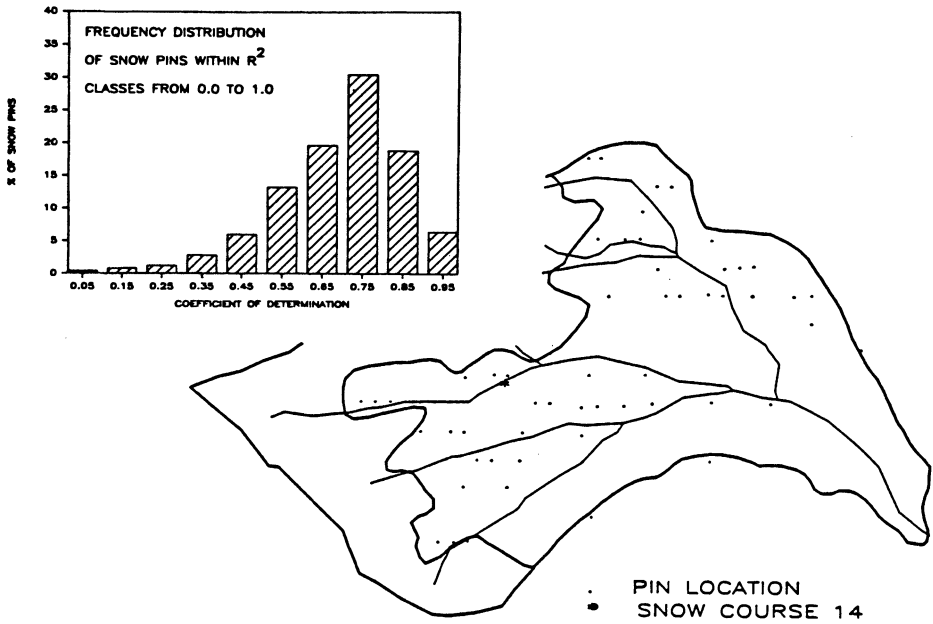 FREQUENCY DISTRIBUTION
OF SNOW PINS WITHIN R²
CLASSES FROM 0.0 TO 1.0
% OF SNOW PINS
40
35
30
25
20
15
10
5
0
0.05 0.15 0.25 0.35 0.45 0.55 0.65 0.75 0.85 0.95
COEFFICIENT OF DETERMINATION
PIN LOCATION
SNOW COURSE 14